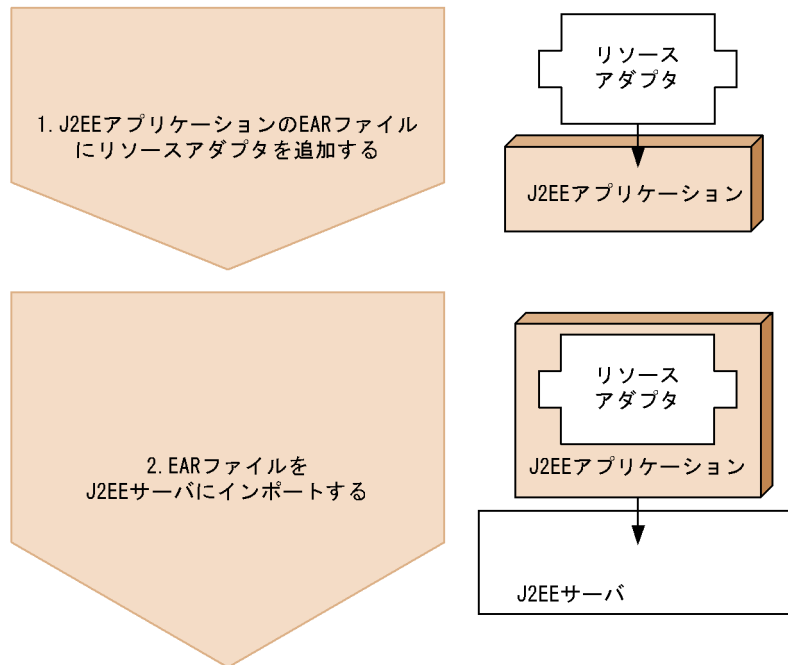 1. J2EEアプリケーションのEARファイル
にリソースアダプタを追加する
リソース
アダプタ
J2EEアプリケーション
2. EARファイルを
J2EEサーバにインポートする
リソース
アダプタ
J2EEアプリケーション
J2EEサーバ